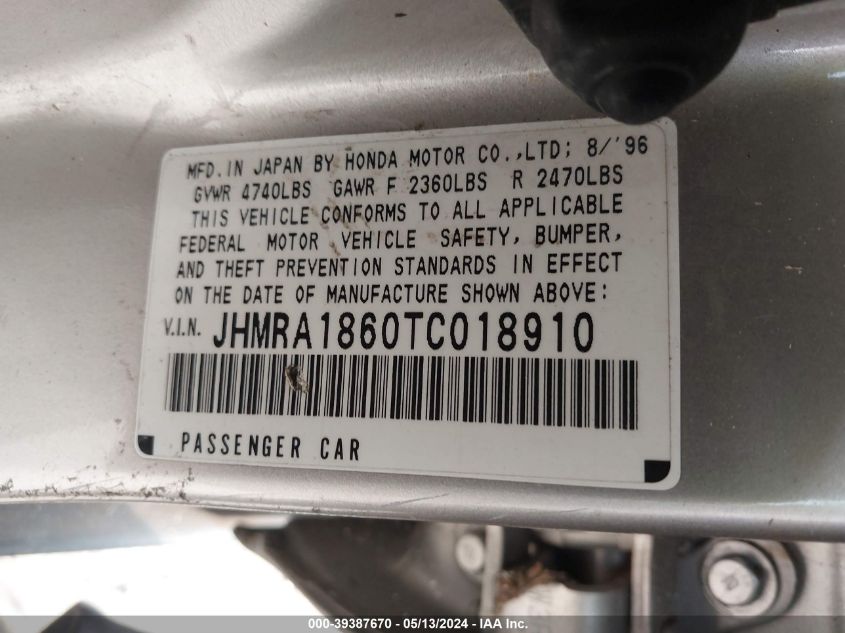 MFD. IN JAPAN BY HONDA MOTOR CO.,LTD; 8/'96
GVWR 4740LBS GAWR F 2360LBS R 2470LBS
THIS VEHICLE CONFORMS TO ALL APPLICABLE
FEDERAL MOTOR VEHICLE SAFETY, BUMPER,
AND THEFT PREVENTION STANDARDS IN EFFECT
ON THE DATE OF MANUFACTURE SHOWN ABOVE:
V.I.N. JHMRA1860TC018910
PASSENGER CAR
000-39387670 - 05/13/2024 - IAA Inc.